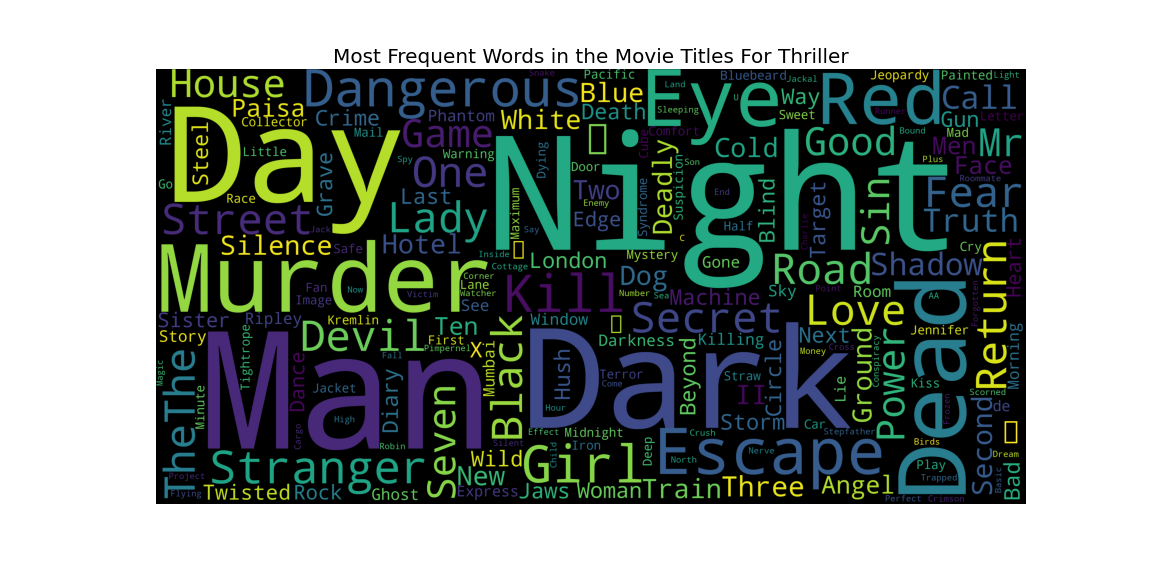 Most Frequent Words in the Movie Titles For Thriller
House
Dangerous
Pacific
Blue
Eye
Bluebeard
Jackal
Red
Jeopardy
Painted
Light
Snake
Land
Sleeping
U
Way
Sweet
Call
Letter
Runner
River
Paisa
Collector
Crime
Phantom
Game
White
Death
Comfort
Cube
Gun
Mad
Men
Mr
Day
Steel
Mail
Little
Warning
Night
Dying
Door
Deadly
Suspicion
Son
Cold
Good
Bound
Plus
Face
Roommate
Go
Race
Grave
Spy
One
Last
Two
Enemy
Edge
Syndrome
End
Half
Blind
Target
Charlie
Sin
Fear
Truth
Street
Jack
Lady
Maximum
Say
C
Silence
Safe
Hotel
Inside
Cottage
London
Mystery
Gone
Road
Shadow
Cry
Heart
Murder
Fan
Image
Now
Victim
See
Lane
Corner
Watcher
Kill
Dog
Number
Sea
Machine
Secret
Sky
Room
Love
AA
Dead
Forgotten
Return
Sister
Ripley
Kremlin
Devil
Ten
First
Pimpernel
X
Window
Darkness
Killing
Next
Point
Money
Cross
Jennifer
Morning
Story
Tightrope
Man
Fall
Mumbai
Black
Dark
Hush
Terror
Come
Beyond
Straw
Circle
Lie
Conspiracy
Kiss
Scorned
Magic
TheThe
Minute
Dance
Jacket
High
Diary
Seven
Hour
II
Storm
Car
Ground
Power
Frozen
Second
de
Cargo
Robin
Silent
Effect
Midnight
Crush
Stepfather
Birds
Dream
Project
Stranger
Wild
Girl
Child
Iron
Deep
North
Nerve
Escape
Play
Trapped
Basic
Bad
Flying
Twisted
Rock
Ghost
New
Express
Jaws
Woman
Train
Three
Angel
Perfect
Crimson